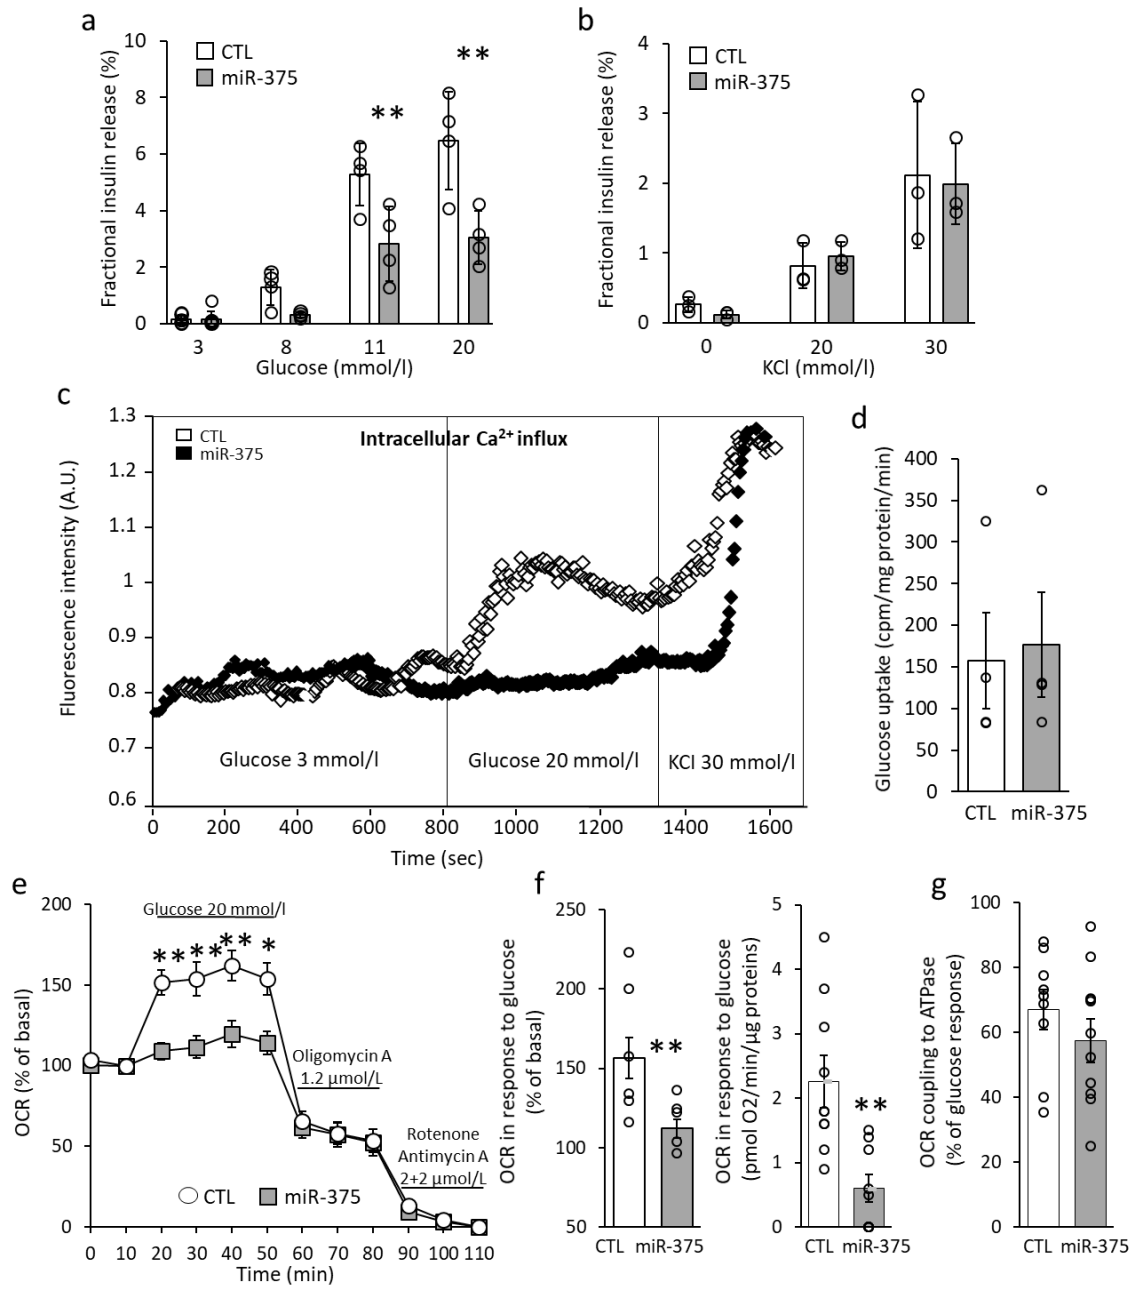 a
Fractional insulin release (%)
10
8
6
4
2
0
CTL
miR-375
**
**
3
8
11
20
Glucose (mmol/l)
b
Fractional insulin release (%)
4
3
2
1
0
CTL
miR-375
0
20
30
KCl (mmol/l)
c
Fluorescence intensity (A.U.)
1.3
1.2
1.1
1
0.9
0.8
0.7
0.6
CTL
miR-375
Intracellular Ca2+ influx
Glucose 3 mmol/l
Glucose 20 mmol/l
KCl 30 mmol/l
0
200
400
600
800
1000
1200
1400
1600
Time (sec)
d
Glucose uptake (cpm/mg protein/min)
400
350
300
250
200
150
100
50
0
CTL
miR-375
e
OCR (% of basal)
200
150
100
50
0
Glucose 20 mmol/l
**
**
**
*
Oligomycin A
1.2 µmol/L
Rotenone
Antimycin A
2+2 µmol/L
CTL
miR-375
0
10
20
30
40
50
60
70
80
90
100
110
Time (min)
f
OCR in response to glucose
(% of basal)
250
200
150
100
50
**
CTL
miR-375
OCR in response to glucose
(pmol O2/min/µg proteins)
5
4
3
2
1
0
**
CTL
miR-375
g
OCR coupling to ATPase
(% of glucose response)
100
80
60
40
20
0
CTL
miR-375